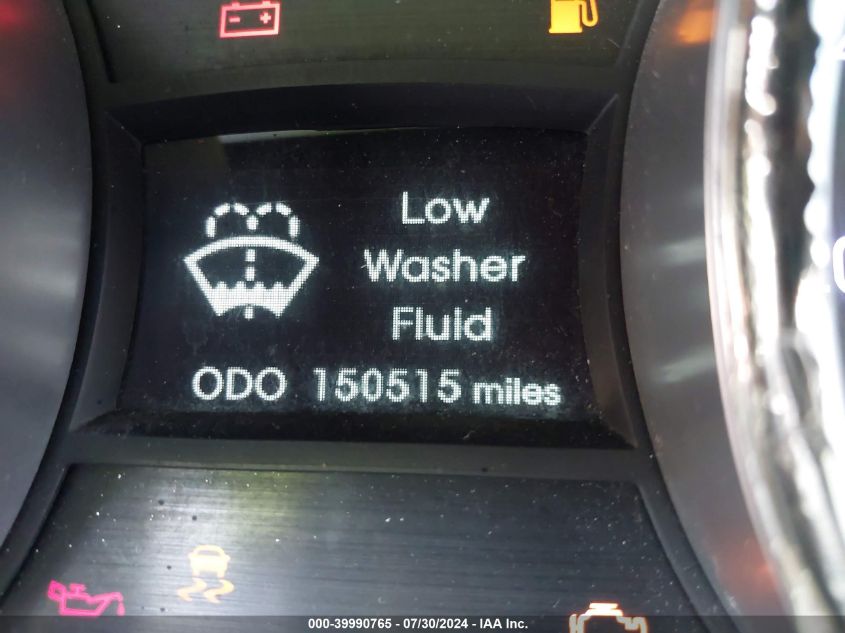 Low
Washer
Fluid
ODO 150515 miles
000-39990765 - 07/30/2024 - IAA Inc.